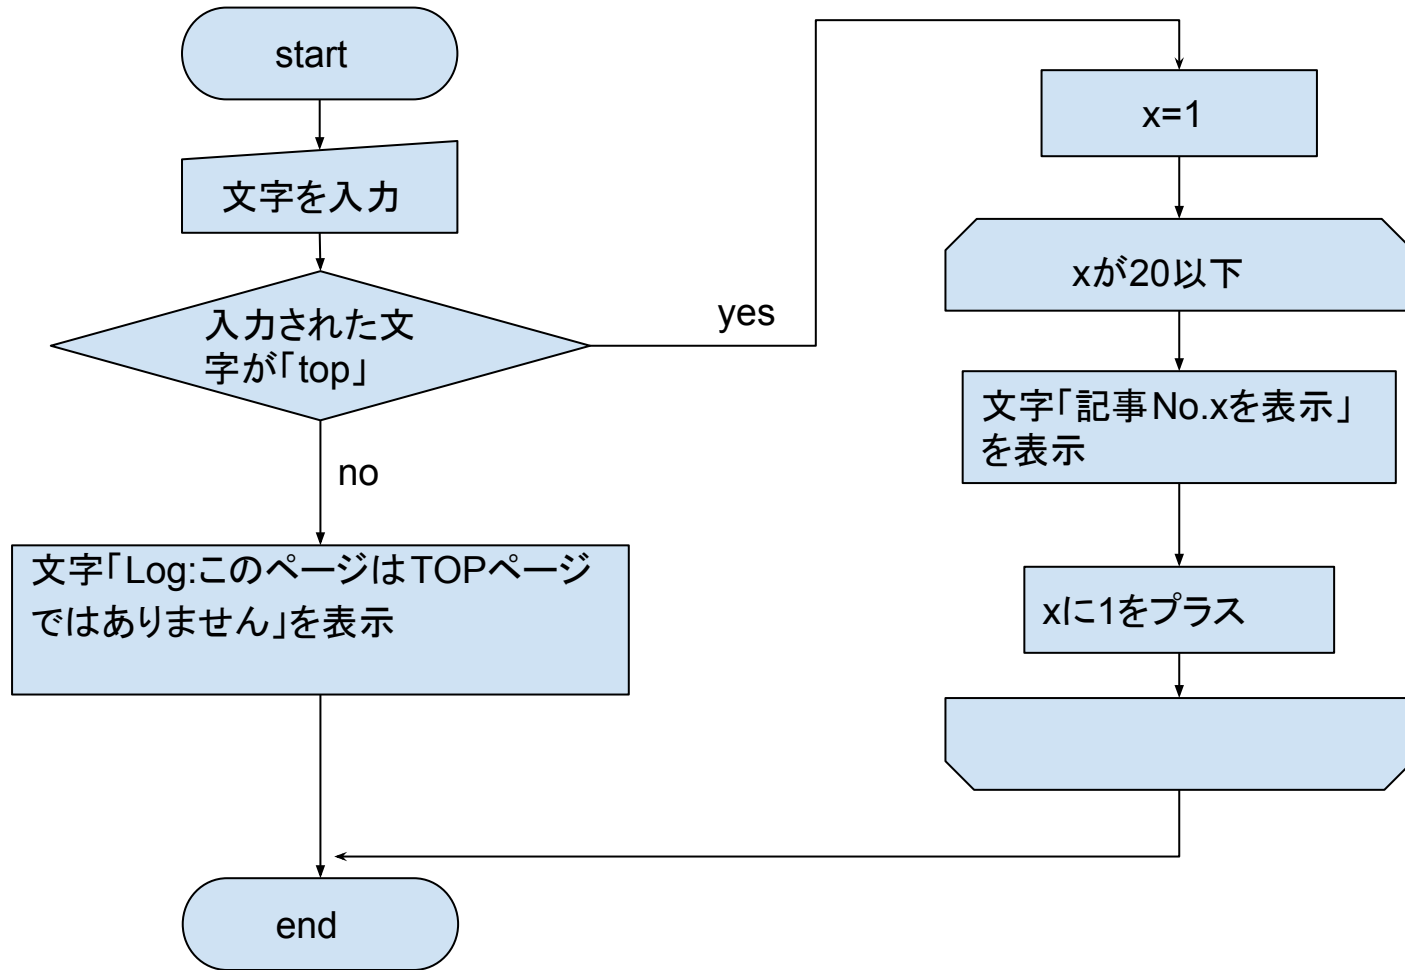 start
文字を入力
入力された文
字が「top」
yes
no
文字「Log:このページはTOPページ
ではありません」を表示
end
x=1
xが20以下
文字「記事No.xを表示」
を表示
xに1をプラス